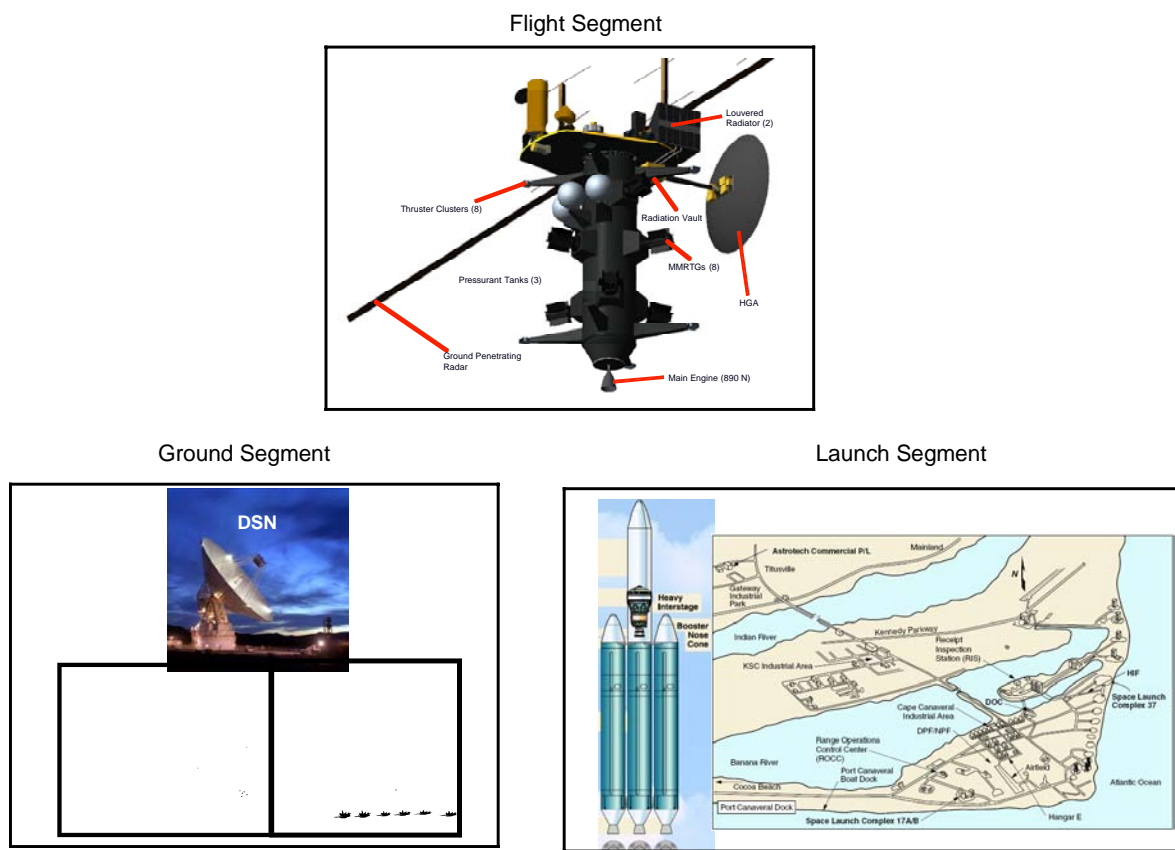 Flight Segment
Louvered
Radiator (2)
Thruster Clusters (8)
Radiation Vault
MMRTGs (8)
Pressurant Tanks (3)
HGA
Ground Penetrating
Radar
Main Engine (890 N)
Ground Segment
DSN
Launch Segment
Heavy
Interstage
Booster
Nose
Cone
Astrotech Commercial P/L
Mainland
Titusville
Gateway
Industrial
Park
N
Indian River
Kennedy Parkway
Receipt
Inspection
Station (RIS)
KSC Industrial Area
HIF
DOC
Space Launch
Complex 37
Cape Canaveral
Industrial Area
DPF/NPF
Range Operations
Control Center
(ROCC)
Airfield
Banana River
Port Canaveral
Boat Dock
Cocoa Beach
Atlantic Ocean
Port Canaveral Dock
Space Launch Complex 17A/B
Hangar E